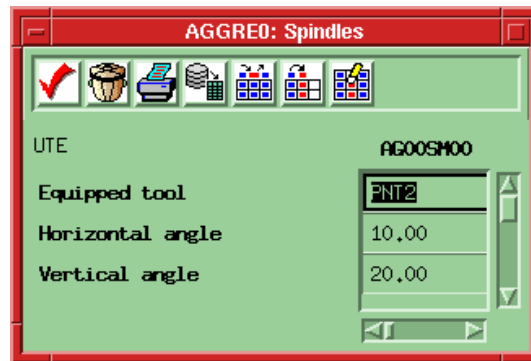 AGGRE0: Spindles
UTE AG00SM00
Equipped tool PNT2
Horizontal angle 10.00
Vertical angle 20.00